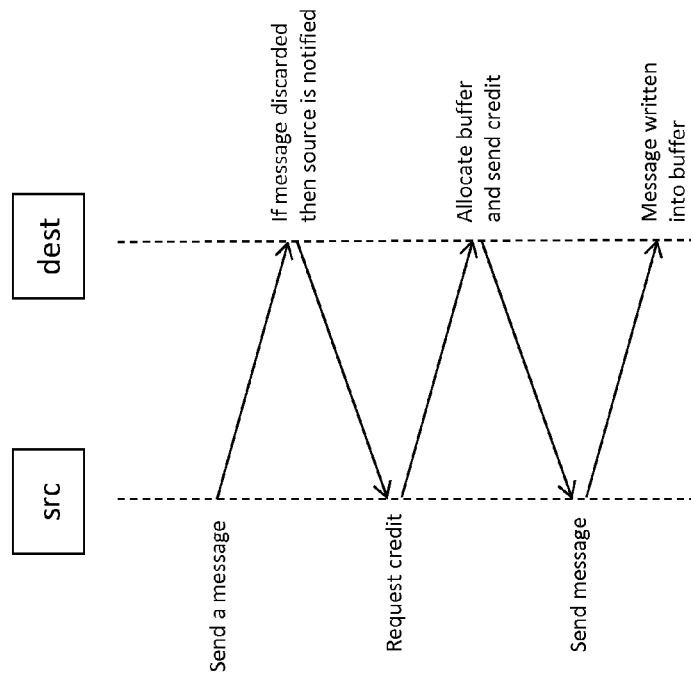 src
dest
Send a message
If message discarded
then source is notified
Request credit
Allocate buffer
and send credit
Send message
Message written
into buffer